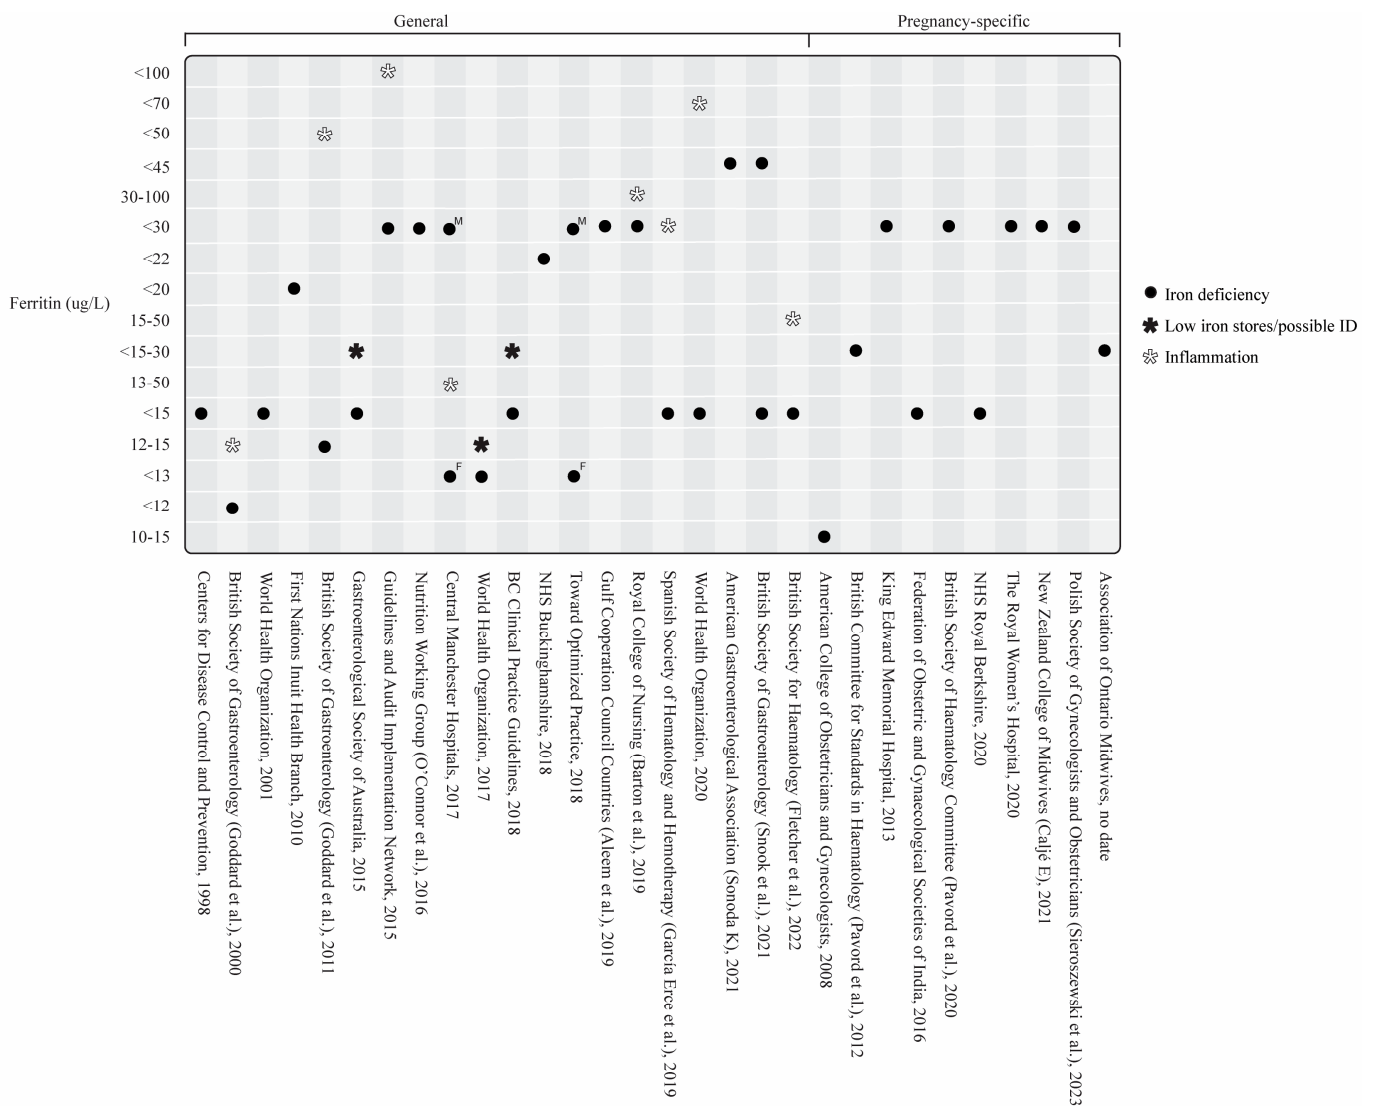 General
Pregnancy-specific
<100
<70
<50
<45
30-100
<30
<22
<20
15-50
<15-30
13-50
<15
12-15
<13
<12
10-15
Ferritin (ug/L)
M
M
F
F
Iron deficiency
Low iron stores/possible ID
Inflammation
Centers for Disease Control and Prevention, 1998
British Society of Gastroenterology (Goddard et al.), 2000
World Health Organization, 2001
First Nations Inuit Health Branch, 2010
British Society of Gastroenterology (Goddard et al.), 2011
Gastroenterological Society of Australia, 2015
Guidelines and Audit Implementation Network, 2015
Nutrition Working Group (O'Connor et al.), 2016
Central Manchester Hospitals, 2017
World Health Organization, 2017
BC Clinical Practice Guidelines, 2018
NHS Buckinghamshire, 2018
Toward Optimized Practice, 2018
Gulf Cooperation Council Countries (Aleem et al.), 2019
Royal College of Nursing (Barton et al.), 2019
Spanish Society of Hematology and Hemotherapy (García Erce et al.), 2019
World Health Organization, 2020
American Gastroenterological Association (Sonoda K), 2021
British Society of Gastroenterology (Snook et al.), 2021
British Society for Haematology (Fletcher et al.), 2022
American College of Obstetricians and Gynecologists, 2008
British Committee for Standards in Haematology (Pavord et al.), 2012
King Edward Memorial Hospital, 2013
Federation of Obstetric and Gynaecological Societies of India, 2016
British Society of Haematology Committee (Pavord et al.), 2020
NHS Royal Berkshire, 2020
The Royal Women's Hospital, 2020
New Zealand College of Midwives (Caljé E), 2021
Polish Society of Gynecologists and Obstetricians (Sieroszewski et al.), 2023
Association of Ontario Midwives, no date